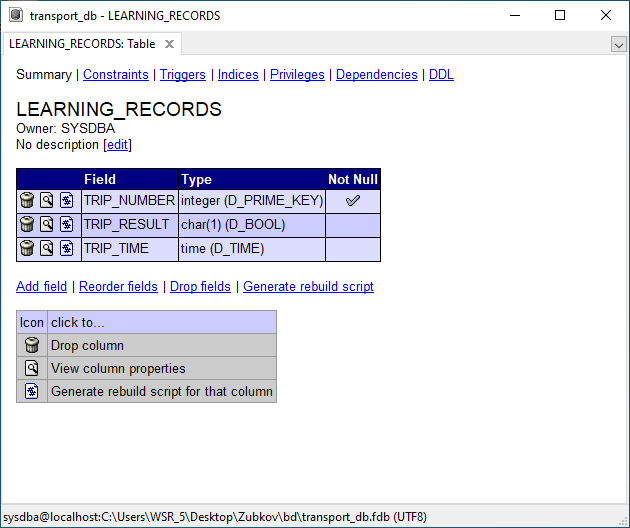 transport_db - LEARNING_RECORDS
LEARNING_RECORDS: Table
Summary | Constraints | Triggers | Indices | Privileges | Dependencies | DDL
LEARNING_RECORDS
Owner: SYSDBA
No description [edit]
Field Type Not Null
TRIP_NUMBER integer (D_PRIME_KEY)
TRIP_RESULT char(1) (D_BOOL)
TRIP_TIME time (D_TIME)
Add field | Reorder fields | Drop fields | Generate rebuild script
Icon click to...
Drop column
View column properties
Generate rebuild script for that column
sysdba@localhost:C:\Users\WSR_5\Desktop\Zubkov\bd\transport_db.fdb (UTF8)